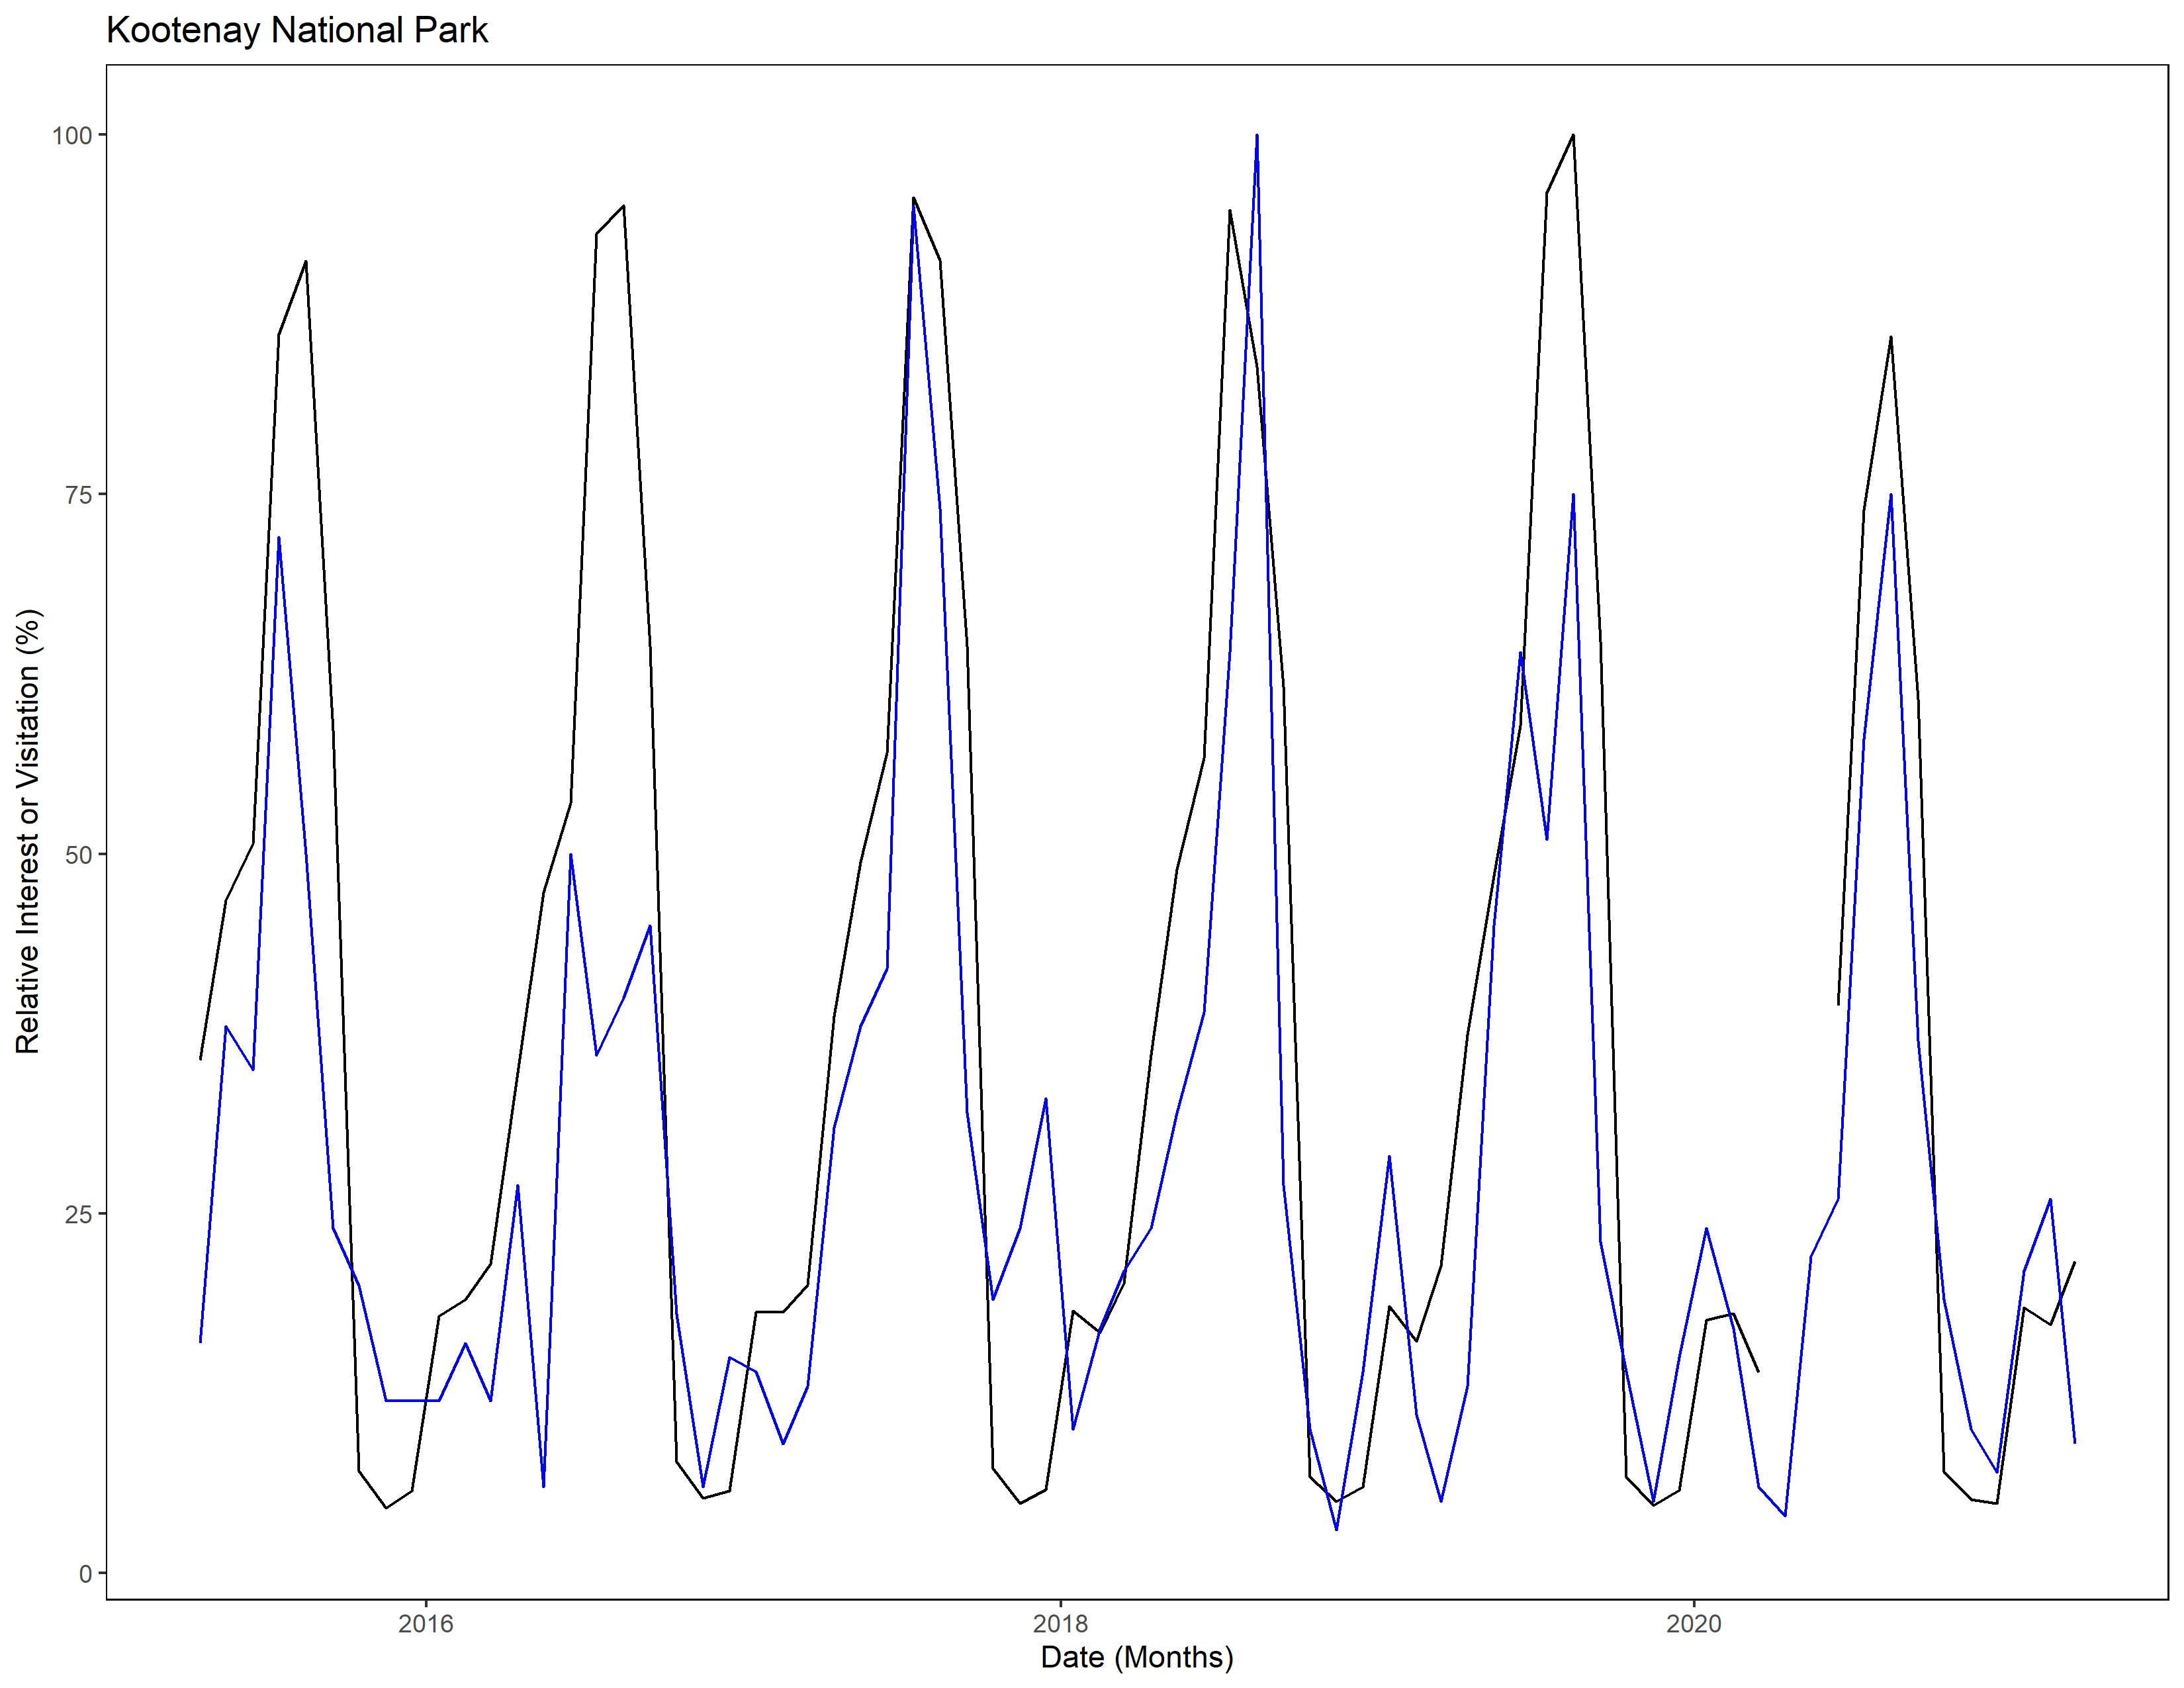 Kootenay National Park
100
75
50
25
0
Relative Interest or Visitation (%)
2016
2018
2020
Date (Months)